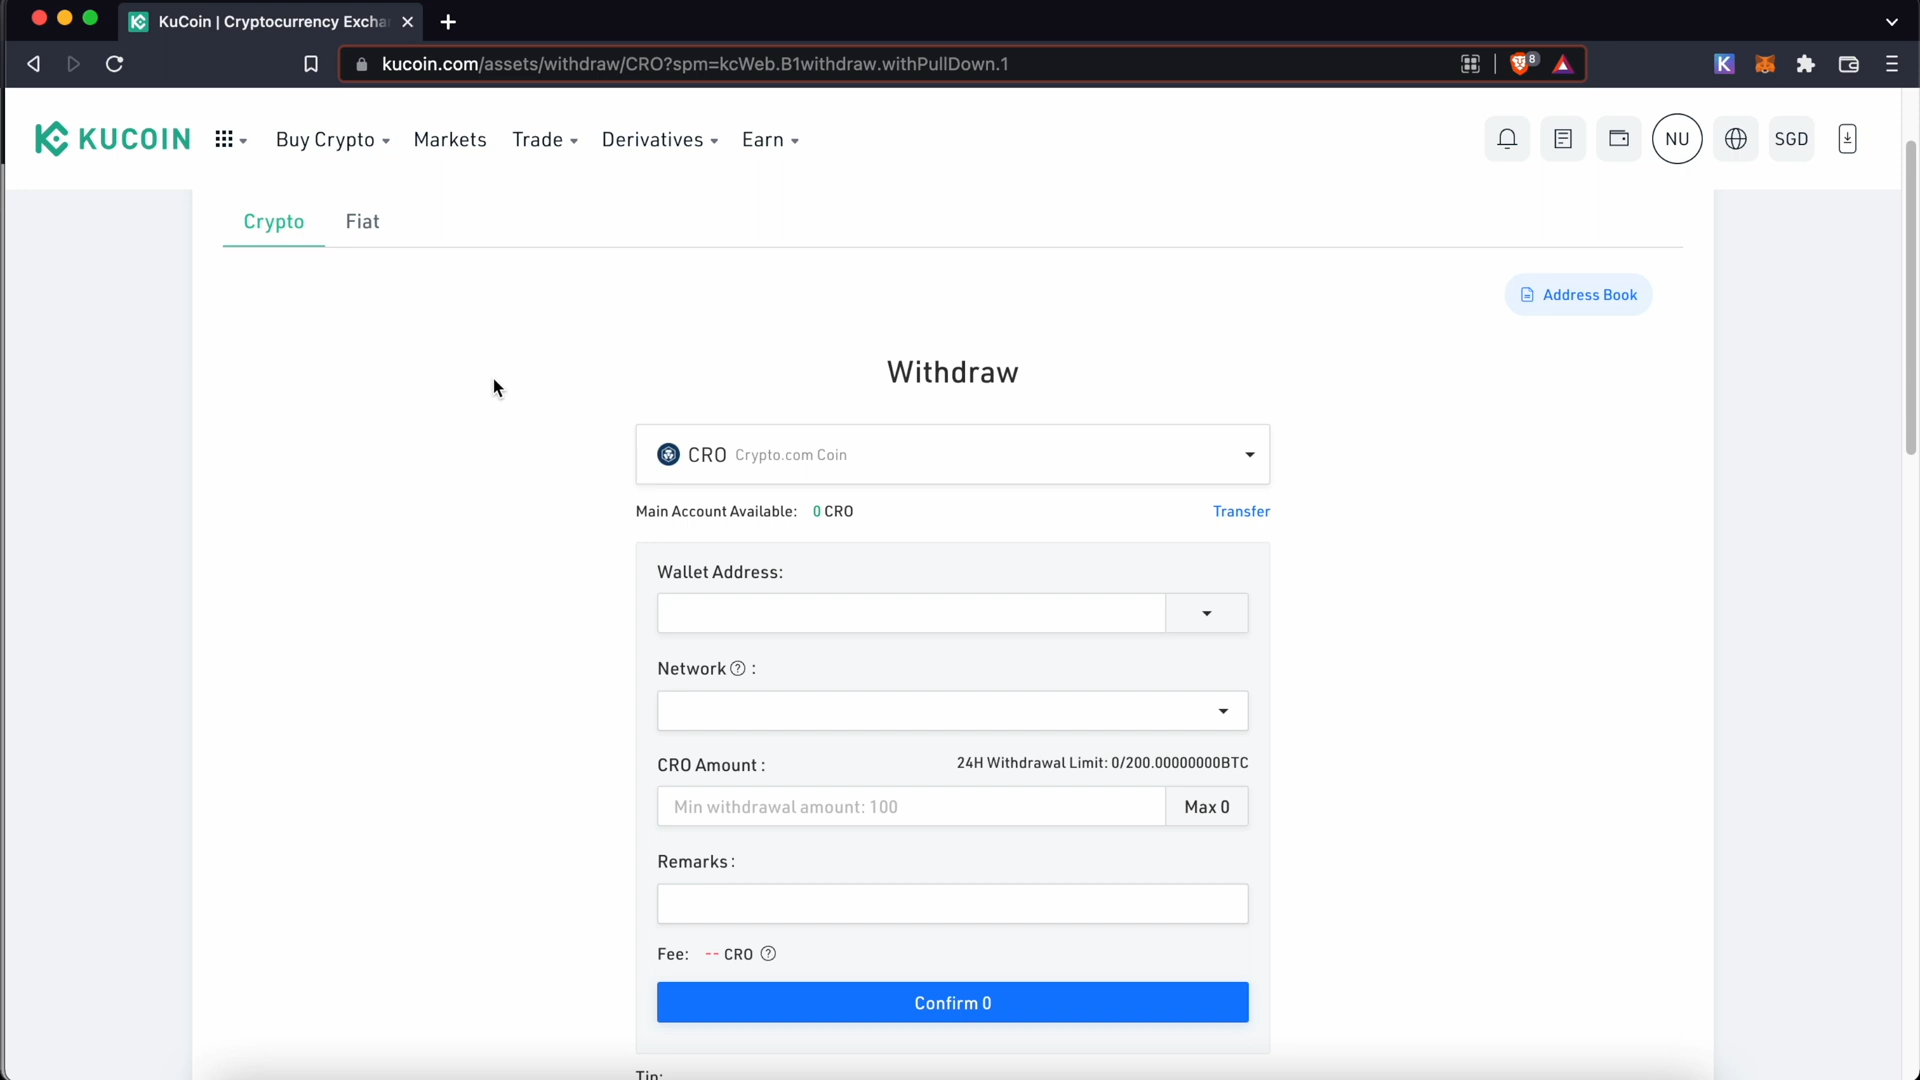 KuCoin | Cryptocurrency Excha
kucoin.com/assets/withdraw/CRO?spm=kcWeb.B1withdraw.withPullDown.1
8
K
KUCOIN
Buy Crypto
Markets
Trade
Derivatives
Earn
NU
SGD
Crypto
Fiat
Address Book
Withdraw
CRO Crypto.com Coin
Main Account Available: 0 CRO
Transfer
Wallet Address:
Network ? :
CRO Amount :
24H Withdrawal Limit: 0/200.00000000BTC
Min withdrawal amount: 100
Max 0
Remarks :
Fee: -- CRO ?
Confirm 0
Tip: